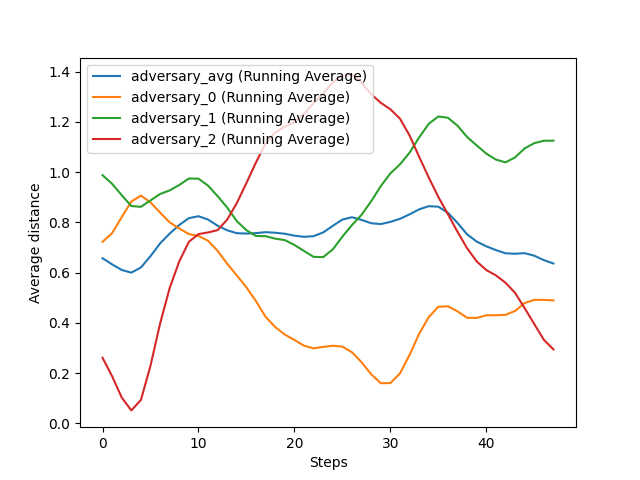 adversary_avg (Running Average)
adversary_0 (Running Average)
adversary_1 (Running Average)
adversary_2 (Running Average)
1.4
1.2
1.0
0.8
0.6
0.4
0.2
0.0
Average distance
0 10 20 30 40
Steps